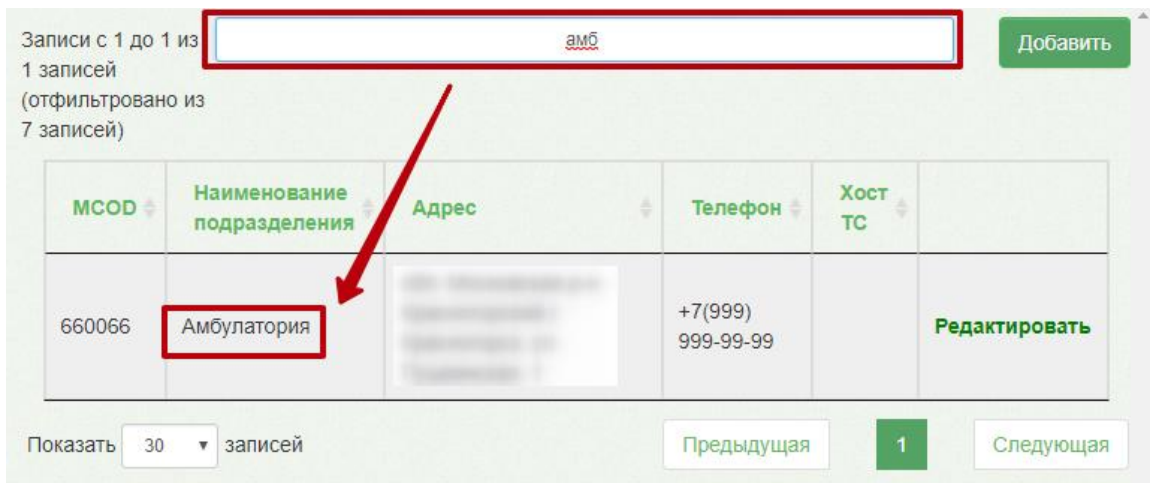 Записи с 1 до 1 из
1 записей
(отфильтровано из
7 записей)
амб
Добавить
MCOD
Наименование
подразделения
Адрес
Телефон
Хост
ТС
660066
Амбулатория
+7(999)
999-99-99
Редактировать
Показать 30 записей
Предыдущая
1
Следующая